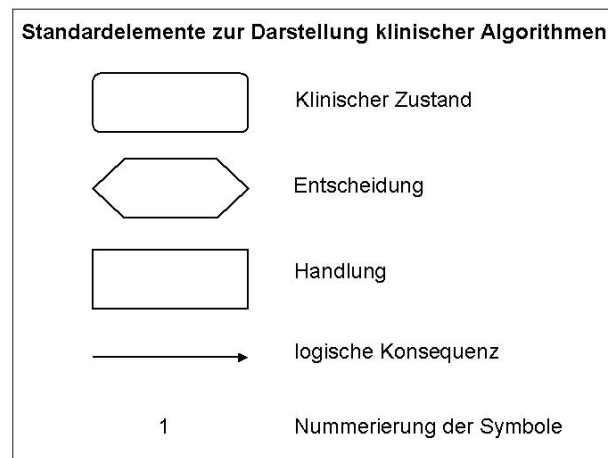 Standardelemente zur Darstellung klinischer Algorithmen
Klinischer Zustand
Entscheidung
Handlung
logische Konsequenz
1 Nummerierung der Symbole